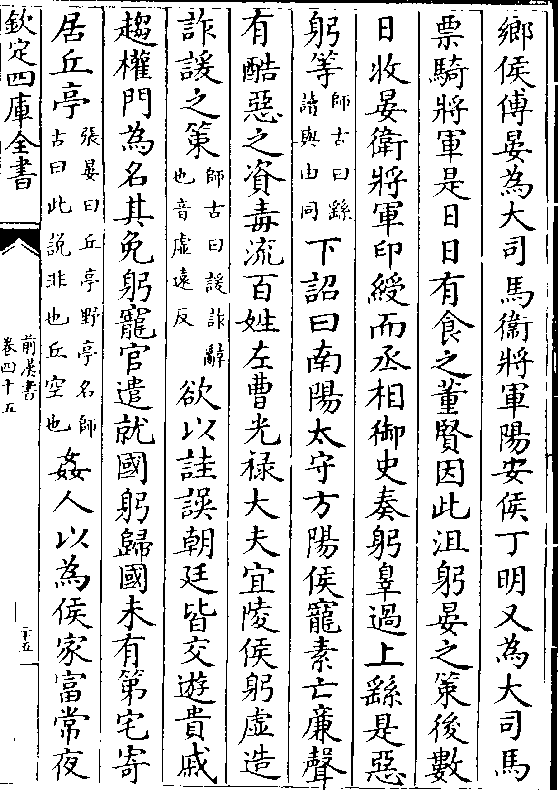 鄉侯傅晏為大司馬衛將軍陽安侯丁明又為大司馬
票騎將軍是日日有食之董賢因此沮躬晏之策後數
日收晏衛將軍印綬而丞相御史奏躬辠過上繇是惡
躬等師古曰繇讀與由同下詔曰南陽太守方陽侯寵素亡廉聲
有酷惡之資毒流百姓左曹光祿大夫宜陵侯躬虛造
詐諼之策師古曰諼詐辭也音虛遠反欲以詿誤朝廷皆交遊貴戚
趨權門為名其免躬寵官遣就國躬歸國未有第宅寄
居丘亭張晏曰丘亭野亭名師古曰此說非也丘空也姦人以為侯家富常夜
欽定四庫全書
前漢書
卷四十五
二十五